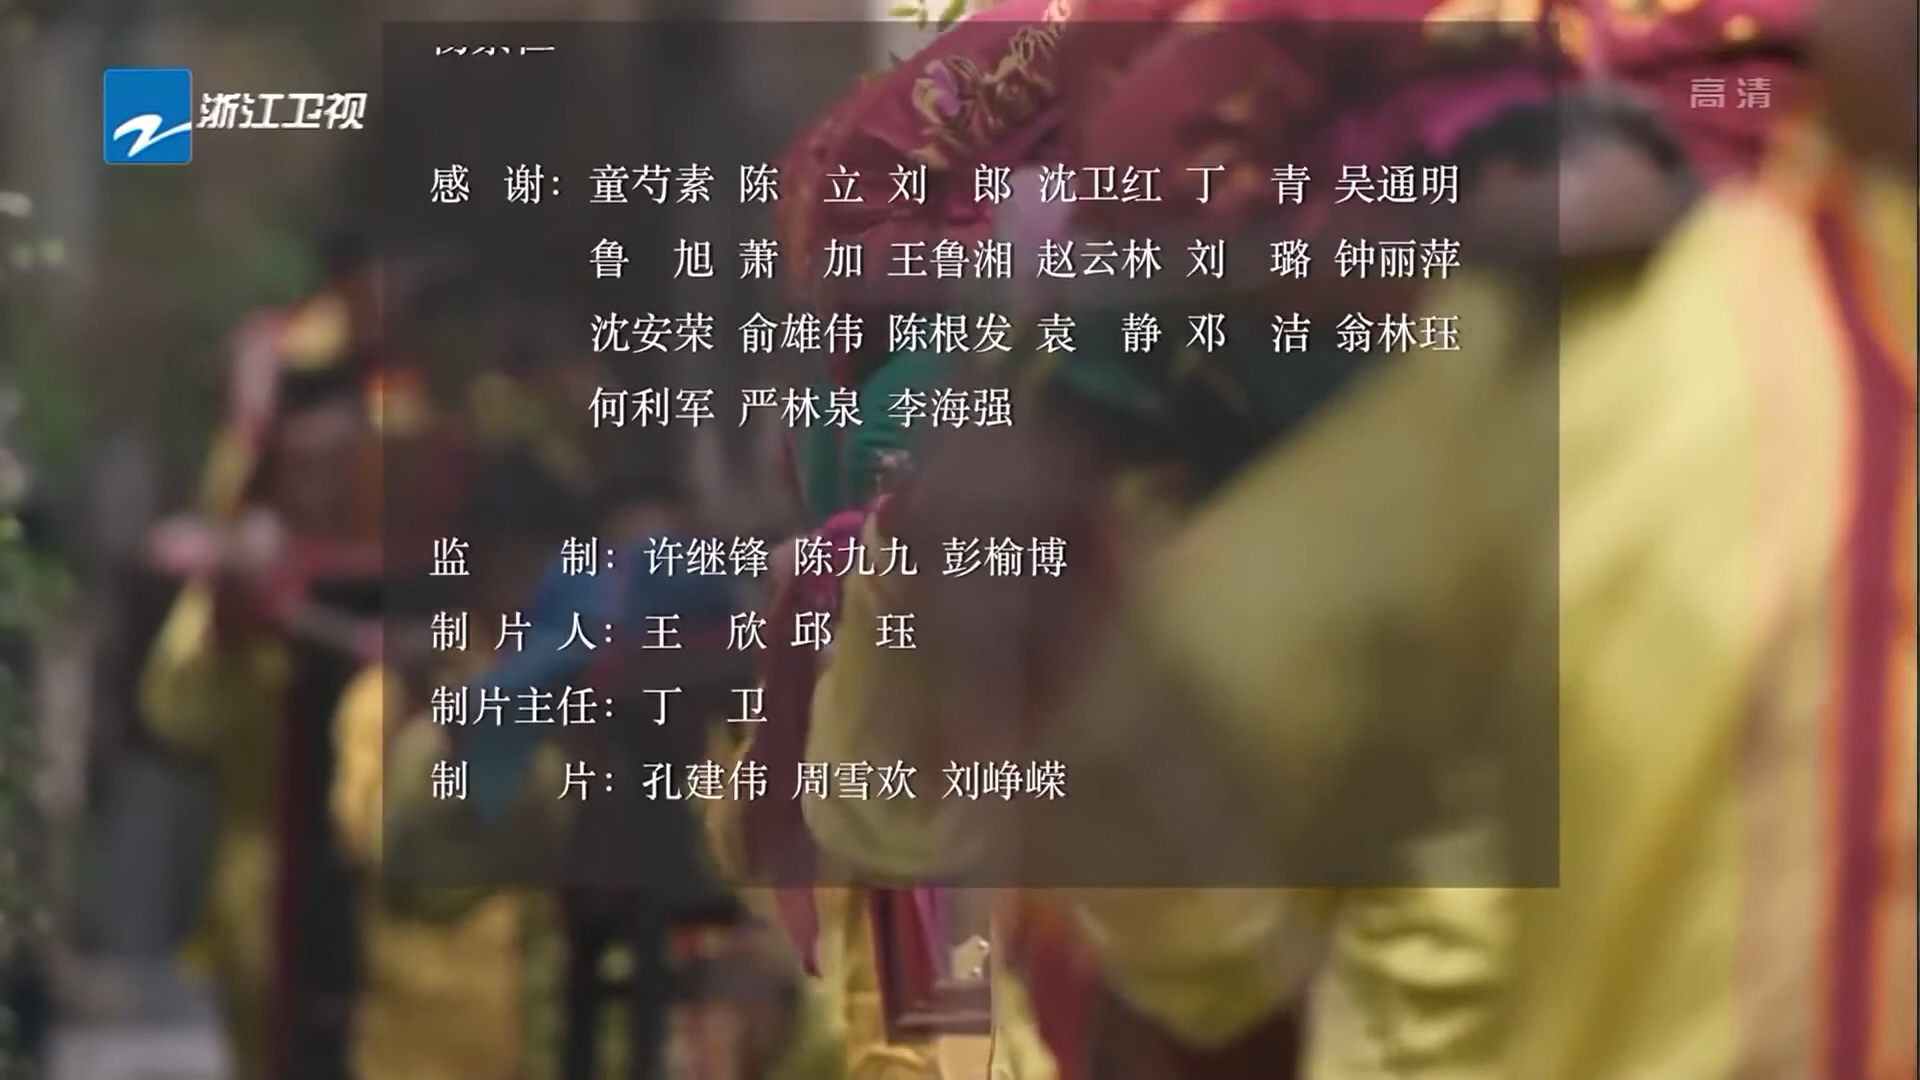 浙江卫视
高清
感 谢：童芍素 陈 立 刘 郎 沈卫红 丁 青 吴通明
鲁 旭 萧 加 王鲁湘 赵云林 刘 璐 钟丽萍
沈安荣 俞雄伟 陈根发 袁 静 邓 洁 翁林珏
何利军 严林泉 李海强
监 制：许继锋 陈九九 彭榆博
制 片 人：王 欣 邱 珏
制片主任：丁 卫
制 片：孔建伟 周雪欢 刘峥嵘